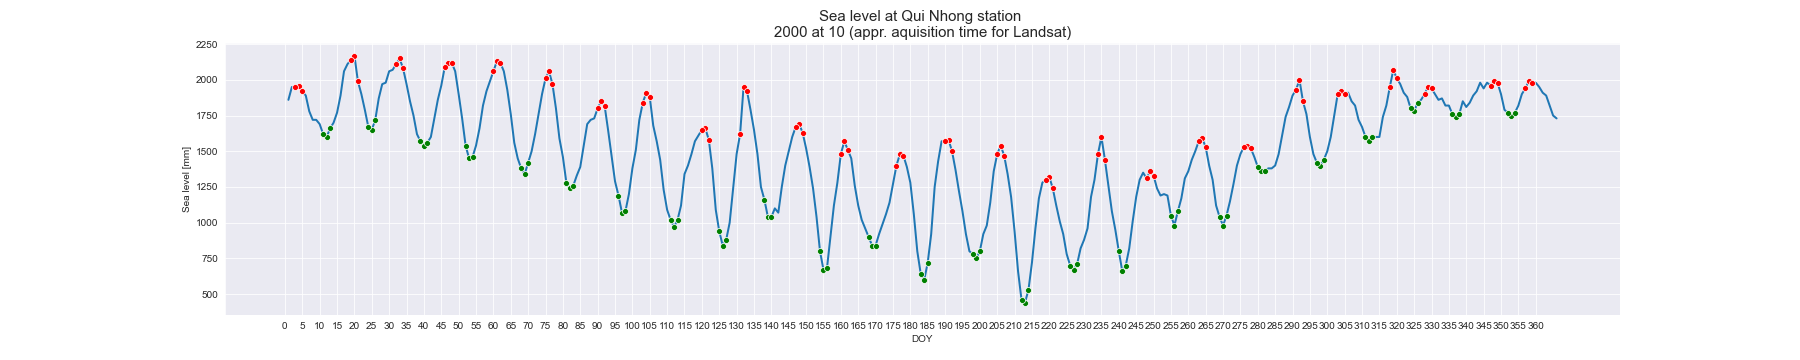 Sea level at Qui Nhong station
2000 at 10 (appr. aquisition time for Landsat)
Sea level [mm]
2250
2000
1750
1500
1250
1000
750
500
0 5 10 15 20 25 30 35 40 45 50 55 60 65 70 75 80 85 90 95 100 105 110 115 120 125 130 135 140 145 150 155 160 165 170 175 180 185 190 195 200 205 210 215 220 225 230 235 240 245 250 255 260 265 270 275 280 285 290 295 300 305 310 315 320 325 330 335 340 345 350 355 360
DOY